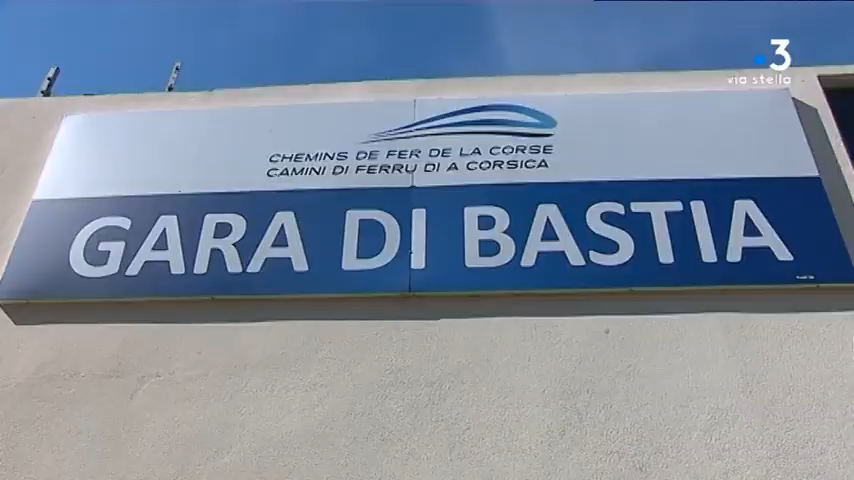 3
via stella
CHEMINS DE FER DE LA CORSE
CAMINI DI FERRU DI A CORSICA
GARA DI BASTIA